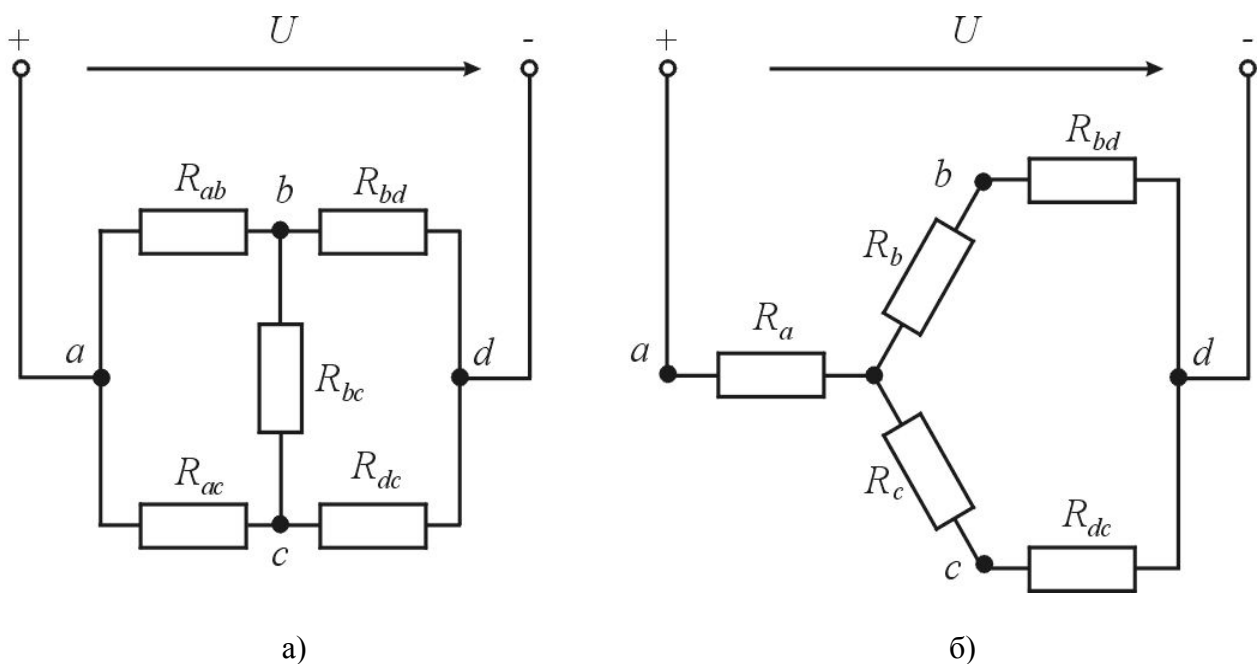 U
+ -
R_ab b R_bd
a d
R_bc
R_ac R_dc
c
а)
U
+ -
R_bd
b
R_b
R_a
a d
R_c
R_dc
c
б)